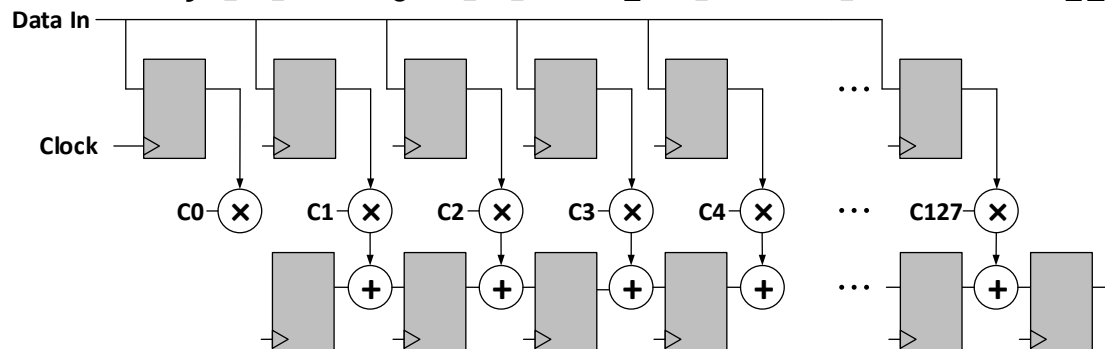 Data In
...
Clock
C0 × C1 × C2 × C3 × C4 × ... C127 ×
+ + + + ... +